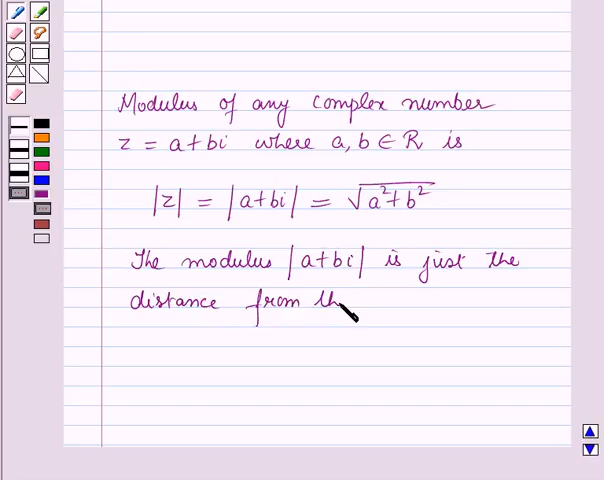 Modulus of any complex number
z = a+bi where a, b ∈ R is
|z| = |a+bi| = √a²+b²
The modulus |a+bi| is just the
distance from th